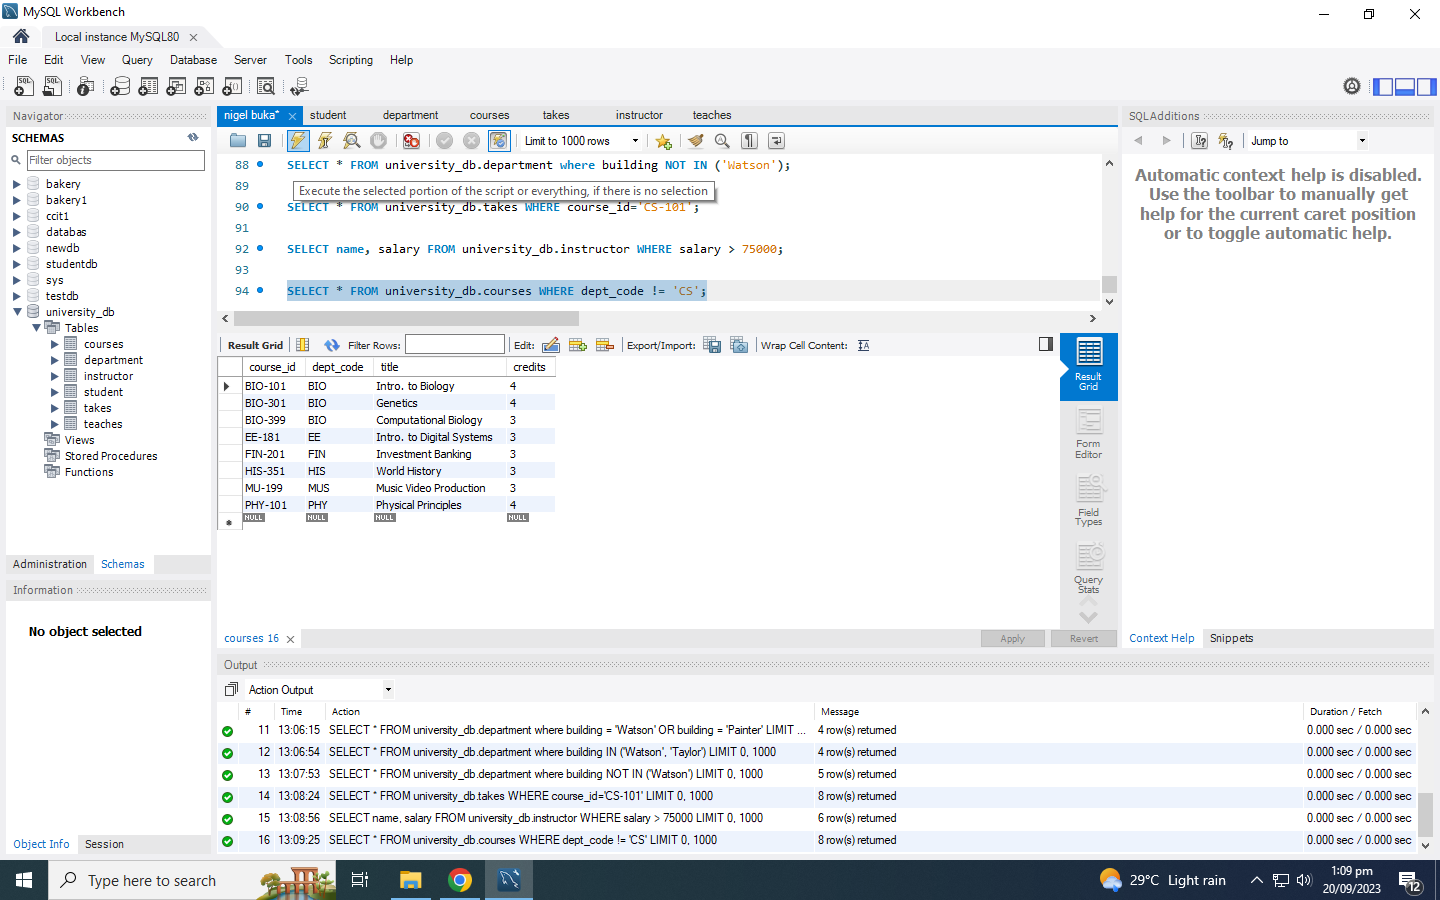 MySQL Workbench
Local instance MySQL80
File Edit View Query Database Server Tools Scripting Help
Navigator
SCHEMAS
Filter objects
bakery
bakery1
ccit1
databas
newdb
studentdb
sys
testdb
university_db
Tables
courses
department
instructor
student
takes
teaches
Views
Stored Procedures
Functions
Administration Schemas
Information
No object selected
Object Info Session
nigel buka* student department courses takes instructor teaches
Limit to 1000 rows
88 SELECT * FROM university_db.department where building NOT IN ('Watson');
89
Execute the selected portion of the script or everything, if there is no selection
90 SELECT * FROM university_db.takes WHERE course_id='CS-101';
91
92 SELECT name, salary FROM university_db.instructor WHERE salary > 75000;
93
94 SELECT * FROM university_db.courses WHERE dept_code != 'CS';
Result Grid Filter Rows: Edit: Export/Import: Wrap Cell Content:
course_id dept_code title credits
BIO-101 BIO Intro. to Biology 4
BIO-301 BIO Genetics 4
BIO-399 BIO Computational Biology 3
EE-181 EE Intro. to Digital Systems 3
FIN-201 FIN Investment Banking 3
HIS-351 HIS World History 3
MU-199 MUS Music Video Production 3
PHY-101 PHY Physical Principles 4
NULL NULL NULL NULL
Result
Grid
Form
Editor
Field
Types
Query
Stats
courses 16 Apply Revert
SQLAdditions
Jump to
Automatic context help is disabled.
Use the toolbar to manually get
help for the current caret position
or to toggle automatic help.
Context Help Snippets
Output
Action Output
# Time Action Message Duration / Fetch
11 13:06:15 SELECT * FROM university_db.department where building = 'Watson' OR building = 'Painter' LIMIT ... 4 row(s) returned 0.000 sec / 0.000 sec
12 13:06:54 SELECT * FROM university_db.department where building IN ('Watson', 'Taylor') LIMIT 0, 1000 4 row(s) returned 0.000 sec / 0.000 sec
13 13:07:53 SELECT * FROM university_db.department where building NOT IN ('Watson') LIMIT 0, 1000 5 row(s) returned 0.000 sec / 0.000 sec
14 13:08:24 SELECT * FROM university_db.takes WHERE course_id='CS-101' LIMIT 0, 1000 8 row(s) returned 0.000 sec / 0.000 sec
15 13:08:56 SELECT name, salary FROM university_db.instructor WHERE salary > 75000 LIMIT 0, 1000 6 row(s) returned 0.000 sec / 0.000 sec
16 13:09:25 SELECT * FROM university_db.courses WHERE dept_code != 'CS' LIMIT 0, 1000 8 row(s) returned 0.000 sec / 0.000 sec
Type here to search
29°C Light rain
1:09 pm
20/09/2023
12